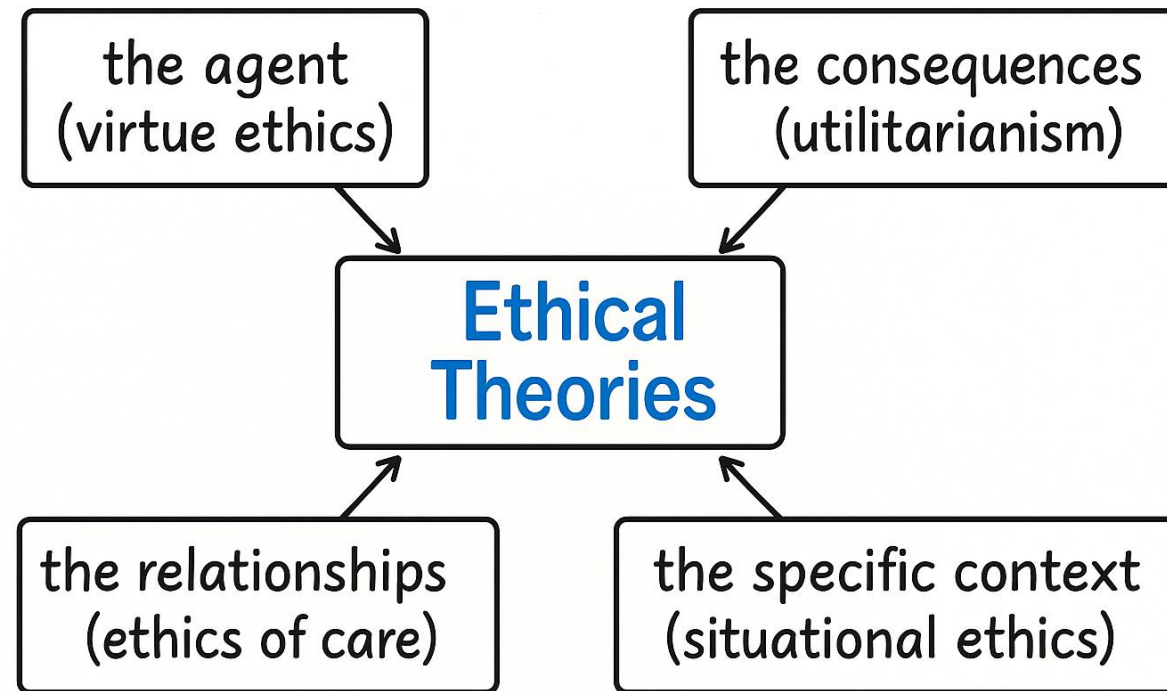 the agent
(virtue ethics)
the consequences
(utilitarianism)
Ethical
Theories
the relationships
(ethics of care)
the specific context
(situational ethics)